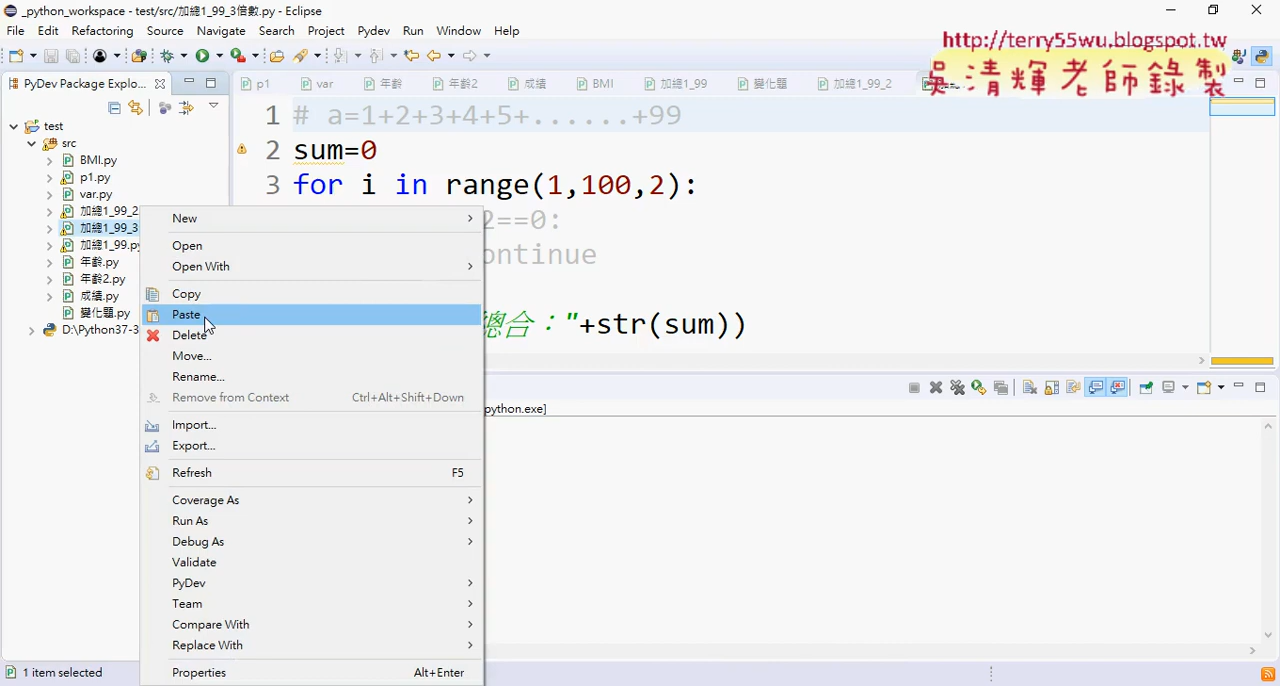 _python_workspace - test/src/加總1_99_3倍數.py - Eclipse
File Edit Refactoring Source Navigate Search Project Pydev Run Window Help
http://terry55wu.blogspot.tw
吳清輝老師錄製
PyDev Package Explo...
p1 var 年齡 年齡2 成績 BMI 加總1_99 變化題 加總1_99_2
test
src
BMI.py
p1.py
var.py
加總1_99_2
加總1_99_3
加總1_99.py
年齡.py
年齡2.py
成績.py
變化題.py
D:\Python37-3
1 # a=1+2+3+4+5+......+99
2 sum=0
3 for i in range(1,100,2):
2==0:
ontinue
總合："+str(sum))
python.exe]
New
Open
Open With
Copy
Paste
Delete
Move...
Rename...
Remove from Context Ctrl+Alt+Shift+Down
Import...
Export...
Refresh F5
Coverage As
Run As
Debug As
Validate
PyDev
Team
Compare With
Replace With
Properties Alt+Enter
1 item selected